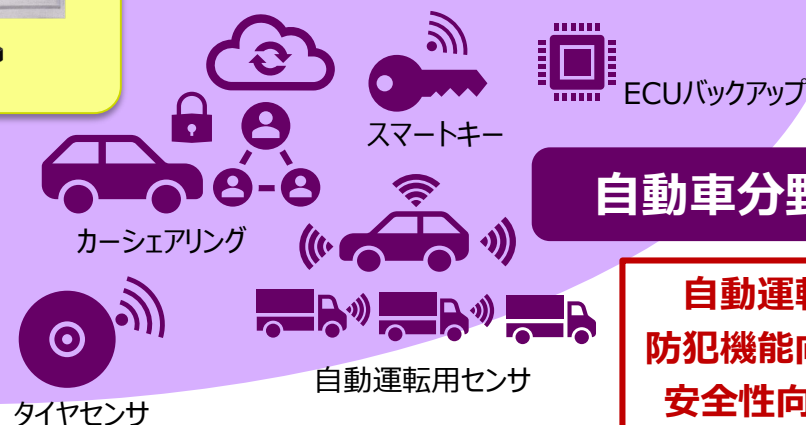 ECUバックアップ
スマートキー
自動車分野
カーシェアリング
自動運転
防犯機能向
安全性向
自動運転用センサ
タイヤセンサ